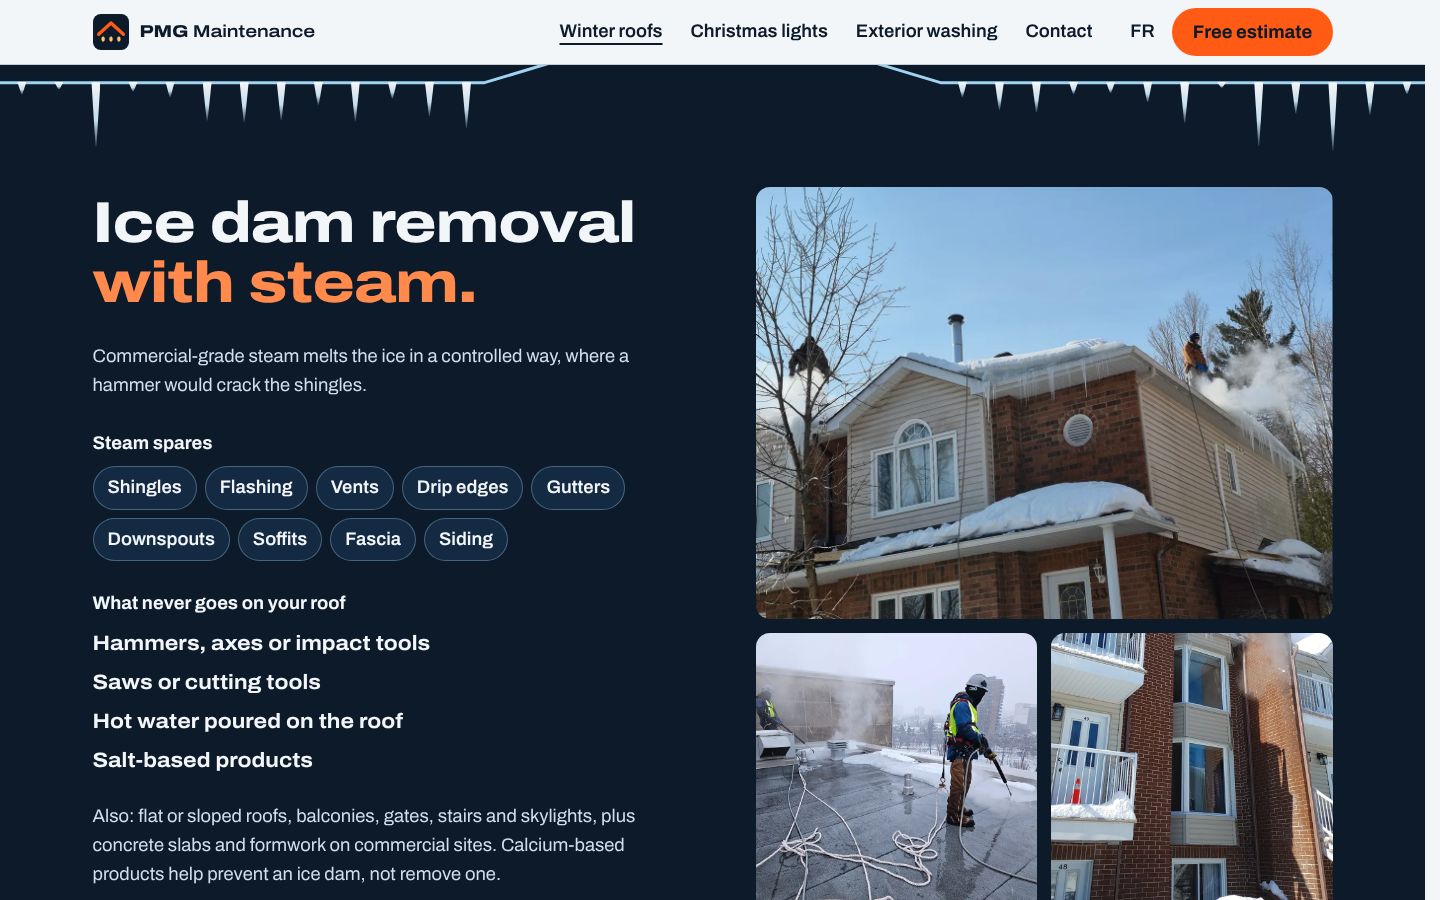 PMG Maintenance
Winter roofs
Christmas lights
Exterior washing
Contact
FR
Free estimate
Ice dam removal
with steam.
Commercial-grade steam melts the ice in a controlled way, where a
hammer would crack the shingles.
Steam spares
Shingles
Flashing
Vents
Drip edges
Gutters
Downspouts
Soffits
Fascia
Siding
What never goes on your roof
Hammers, axes or impact tools
Saws or cutting tools
Hot water poured on the roof
Salt-based products
Also: flat or sloped roofs, balconies, gates, stairs and skylights, plus
concrete slabs and formwork on commercial sites. Calcium-based
products help prevent an ice dam, not remove one.